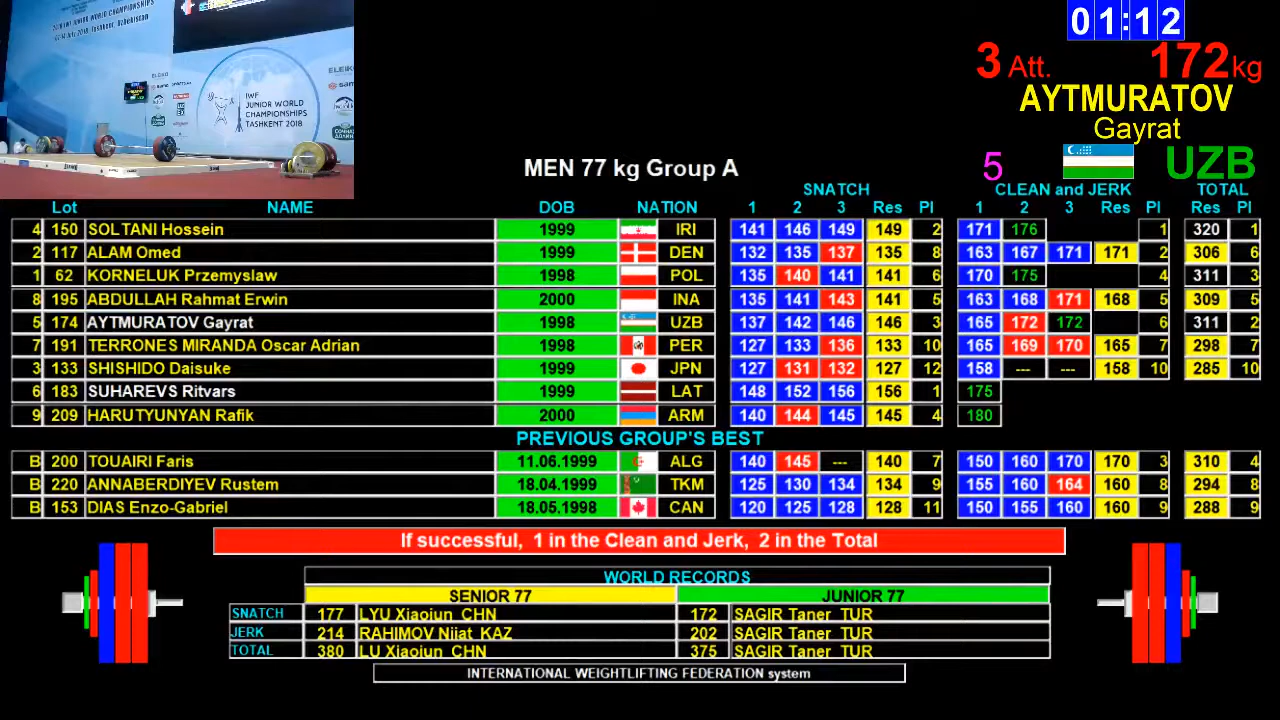 2018 IWF JUNIOR WORLD CHAMPIONSHIPS
ELEIKO
IWF
JUNIOR WORLD
CHAMPIONSHIPS
TASHKENT 2018
01:12
3 Att. 172kg
AYTMURATOV
Gayrat
5 UZB
MEN 77 kg Group A
SNATCH CLEAN and JERK TOTAL
Lot NAME DOB NATION 1 2 3 Res Pl 1 2 3 Res Pl Res Pl
4 150 SOLTANI Hossein 1999 IRI 141 146 149 149 2 171 176 1 320 1
2 117 ALAM Omed 1999 DEN 132 135 137 135 8 163 167 171 171 2 306 6
1 62 KORNELUK Przemyslaw 1998 POL 135 140 141 141 6 170 175 4 311 3
8 195 ABDULLAH Rahmat Erwin 2000 INA 135 141 143 141 5 163 168 171 168 5 309 5
5 174 AYTMURATOV Gayrat 1998 UZB 137 142 146 146 3 165 172 172 6 311 2
7 191 TERRONES MIRANDA Oscar Adrian 1998 PER 127 133 136 133 10 165 169 170 165 7 298 7
3 133 SHISHIDO Daisuke 1999 JPN 127 131 132 127 12 158 --- --- 158 10 285 10
6 183 SUHAREVS Ritvars 1999 LAT 148 152 156 156 1 175
9 209 HARUTYUNYAN Rafik 2000 ARM 140 144 145 145 4 180
PREVIOUS GROUP'S BEST
B 200 TOUAIRI Faris 11.06.1999 ALG 140 145 --- 140 7 150 160 170 170 3 310 4
B 220 ANNABERDIYEV Rustem 18.04.1999 TKM 125 130 134 134 9 155 160 164 160 8 294 8
B 153 DIAS Enzo-Gabriel 18.05.1998 CAN 120 125 128 128 11 150 155 160 160 9 288 9
If successful, 1 in the Clean and Jerk, 2 in the Total
WORLD RECORDS
SENIOR 77 JUNIOR 77
SNATCH 177 LYU Xiaojun CHN 172 SAGIR Taner TUR
JERK 214 RAHIMOV Nijat KAZ 202 SAGIR Taner TUR
TOTAL 380 LU Xiaojun CHN 375 SAGIR Taner TUR
INTERNATIONAL WEIGHTLIFTING FEDERATION system